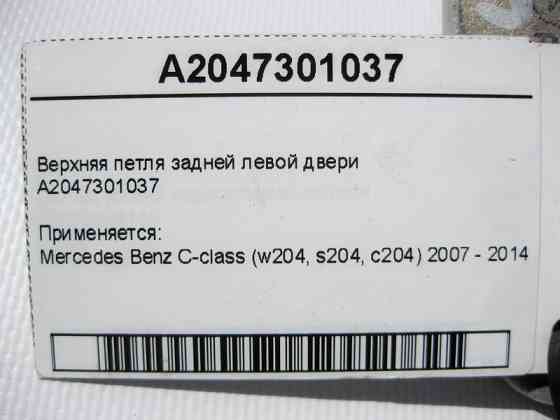 A2047301037
Верхняя петля задней левой двери
A2047301037
Применяется:
Mercedes Benz C-class (w204, s204, c204) 2007 - 2014